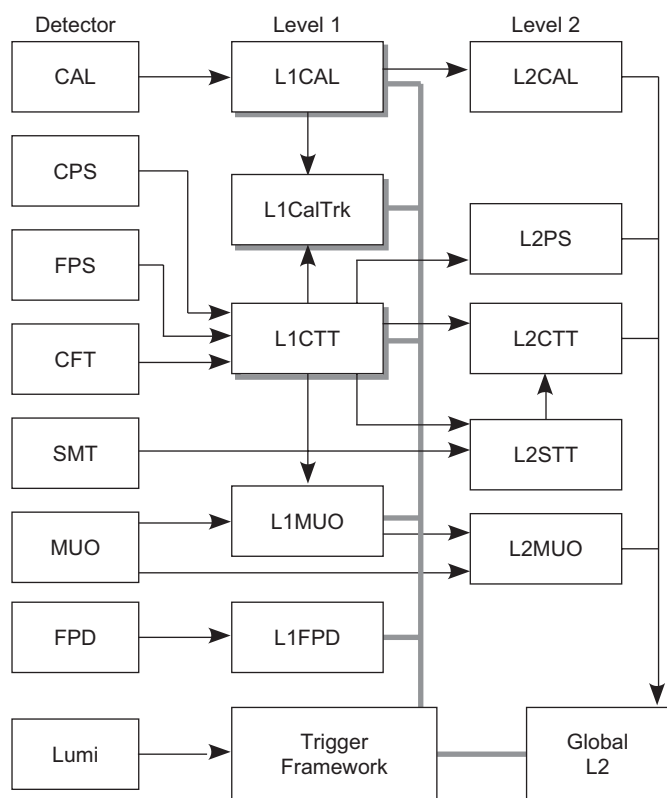 Detector
Level 1
Level 2
CAL
L1CAL
L2CAL
CPS
L1CalTrk
L2PS
FPS
L1CTT
L2CTT
CFT
SMT
L2STT
L1MUO
MUO
L2MUO
FPD
L1FPD
Lumi
Trigger
Framework
Global
L2